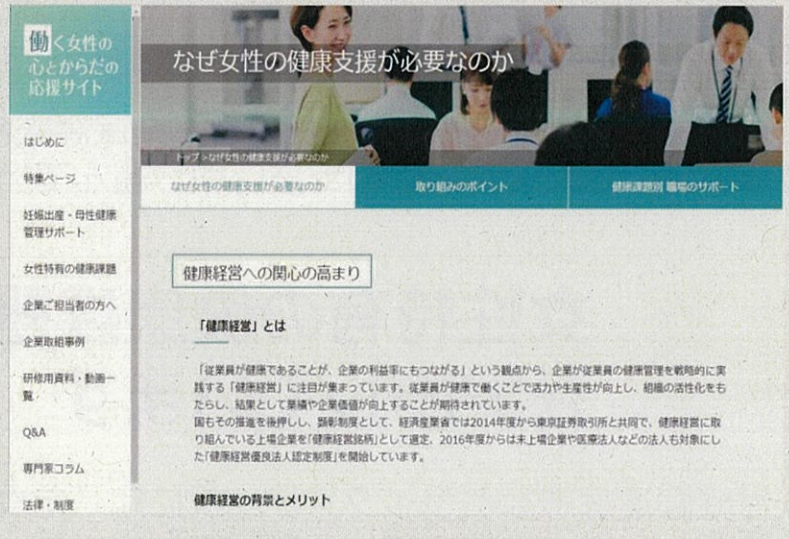 働く女性の
心とからだの
応援サイト
はじめに
特集ページ
妊娠出産・母性健康
管理サポート
女性特有の健康課題
企業ご担当者の方へ
企業取組事例
研修用資料・動画一
覧
Q&A
専門家コラム
法律・制度
なぜ女性の健康支援が必要なのか
トップ >なぜ女性の健康支援が必要なのか
なぜ女性の健康支援が必要なのか
取り組みのポイント
健康課題別 職場のサポート
健康経営への関心の高まり
「健康経営」とは
「従業員が健康であることが、企業の利益率にもつながる」という観点から、企業が従業員の健康管理を戦略的に実
践する「健康経営」に注目が集まっています。従業員が健康で働くことで活力や生産性が向上し、組織の活性化をも
たらし、結果として業績や企業価値が向上することが期待されています。
国もその推進を後押しし、顕彰制度として、経済産業省では2014年度から東京証券取引所と共同で、健康経営に取
り組んでいる上場企業を「健康経営銘柄」として選定、2016年度からは未上場企業や医療法人などの法人も対象にし
た「健康経営優良法人認定制度」を開始しています。
健康経営の背景とメリット